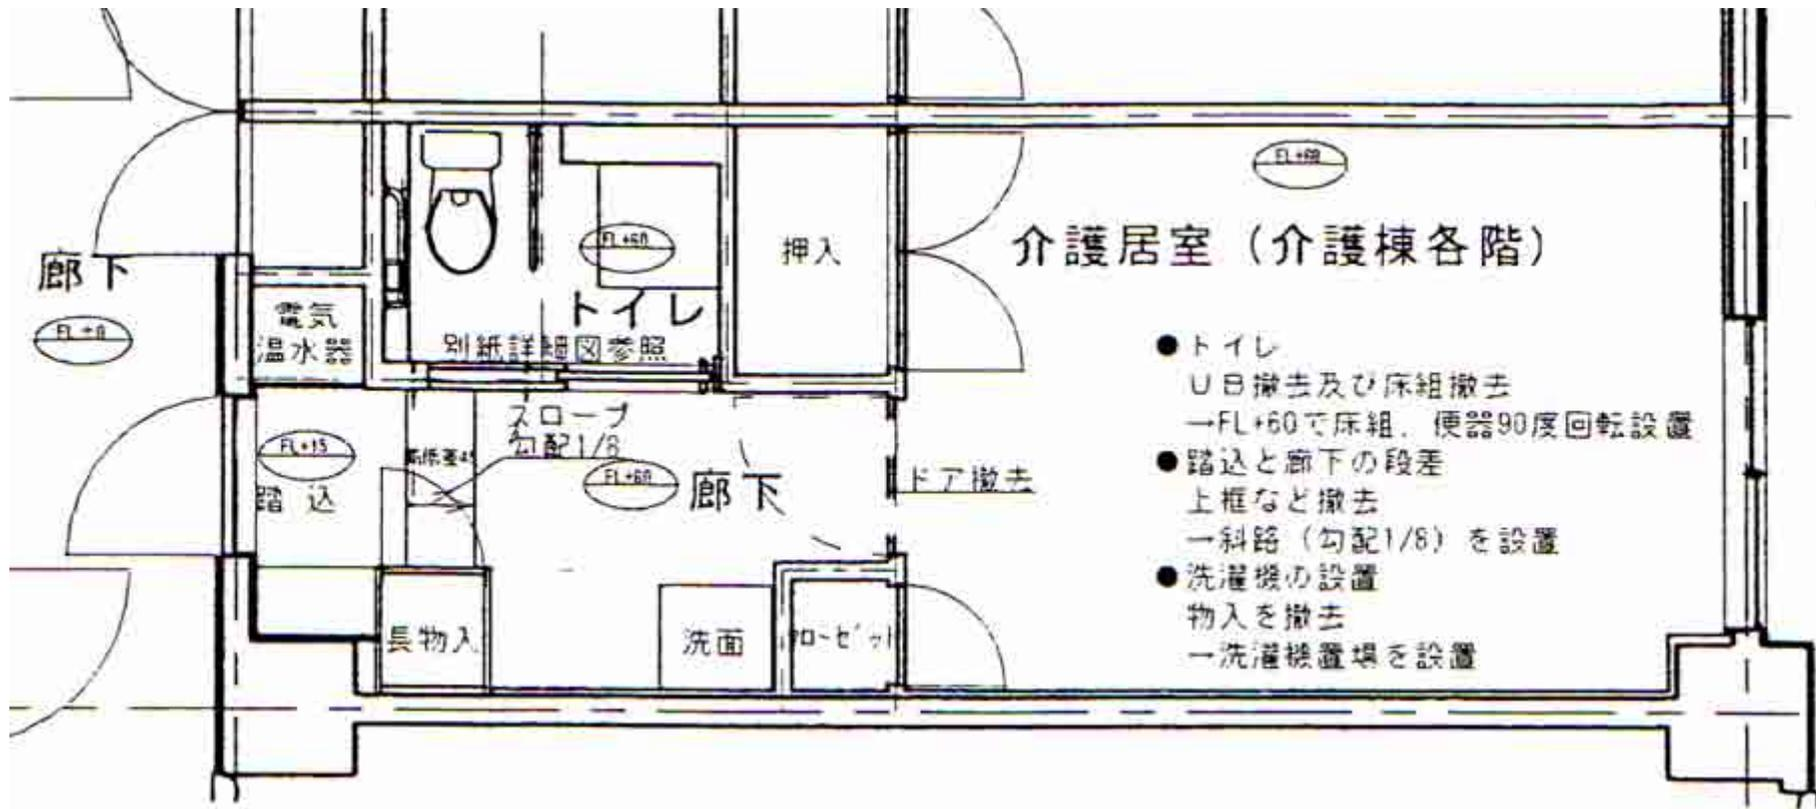 廊下
FL±0
電気
温水器
FL+15
踏込
FL+60
トイレ
別紙詳細図参照
スロープ
勾配1/8
高低差45
FL+60
廊下
押入
ドア撤去
長物入
洗面
クローゼット
FL+60
介護居室（介護棟各階）
●トイレ
UB撤去及び床組撤去
→FL+60で床組、便器90度回転設置
●踏込と廊下の段差
上框など撤去
→斜路（勾配1/8）を設置
●洗濯機の設置
物入を撤去
→洗濯機置場を設置